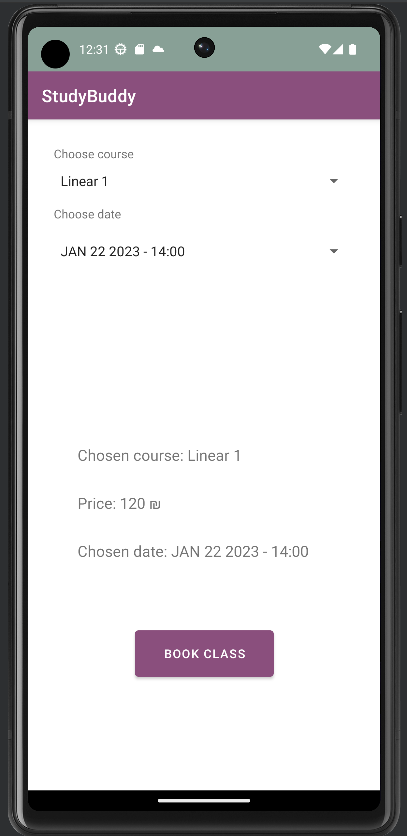 12:31
StudyBuddy
Choose course
Linear 1
Choose date
JAN 22 2023 - 14:00
Chosen course: Linear 1
Price: 120 ₪
Chosen date: JAN 22 2023 - 14:00
BOOK CLASS